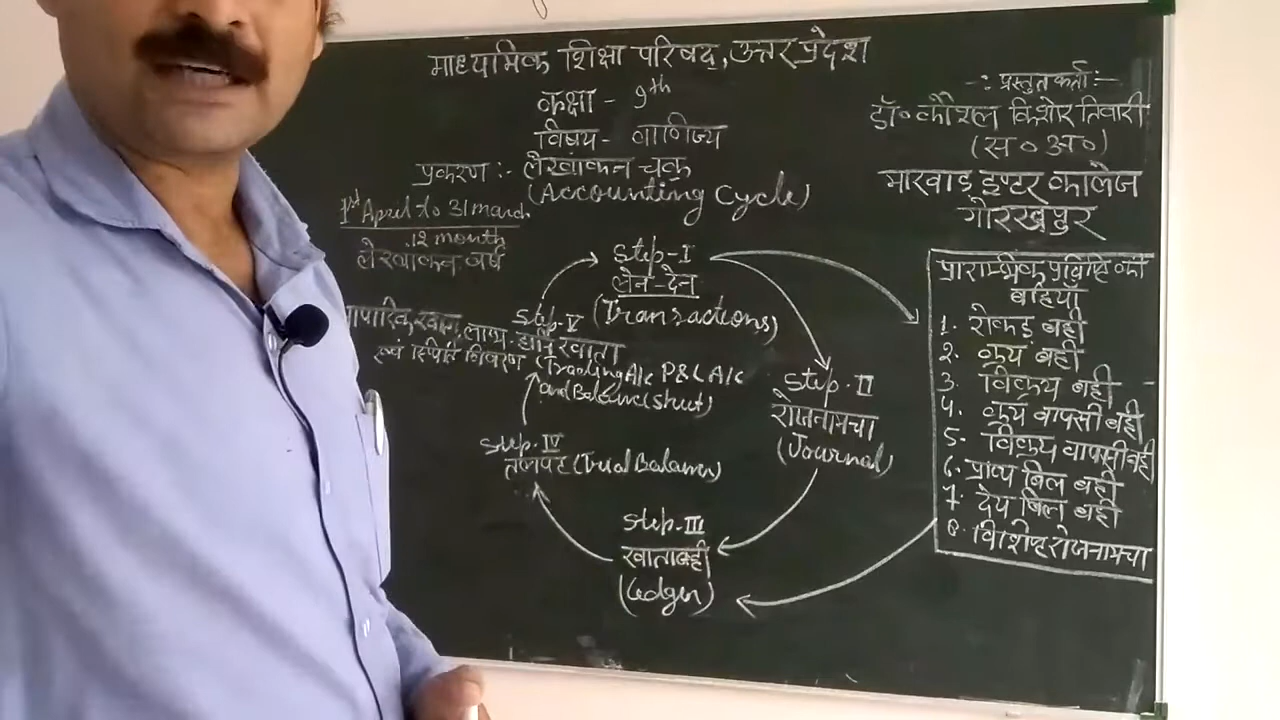 माध्यमिक शिक्षा परिषद, उत्तर प्रदेश
कक्षा - 9th
विषय - वाणिज्य
प्रकरण :- लेखांकन चक्र
(Accounting Cycle)
-: प्रस्तुतकर्ता :-
डॉ० कौशल किशोर तिवारी
(स० अ०)
मारवाड़ इण्टर कालेज
गोरखपुर
1st April to 31 march
12 month
लेखांकन वर्ष
Step-I
लेन-देन
(Transactions)
Step-II
रोजनामचा
(Journal)
Step-III
खाताबही
(Ledger)
Step-IV
तलपट (Trial Balance)
Step-V
लाभ-हानि खाता
एवं स्थिति विवरण (Trading A/c P&L A/c
and Balance Sheet)
प्रारम्भिक प्रविष्टि की
बहियाँ
1. रोकड़ बही
2. क्रय बही
3. विक्रय बही
4. क्रय वापसी बही
5. विक्रय वापसी बही
6. प्राप्य बिल बही
7. देय बिल बही
8. विशिष्ट रोजनामचा